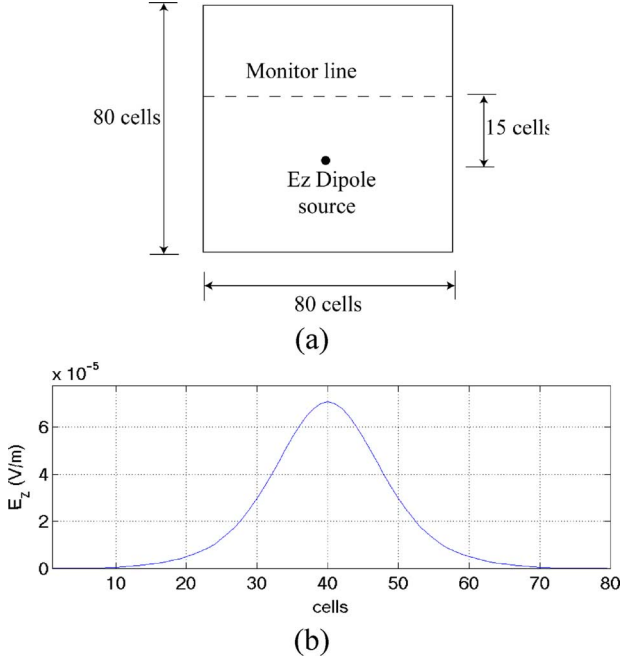 80 cells
Monitor line
15 cells
Ez Dipole
source
80 cells
(a)
x 10⁻⁵
6
4
2
0
E_z (V/m)
10 20 30 40 50 60 70 80
cells
(b)